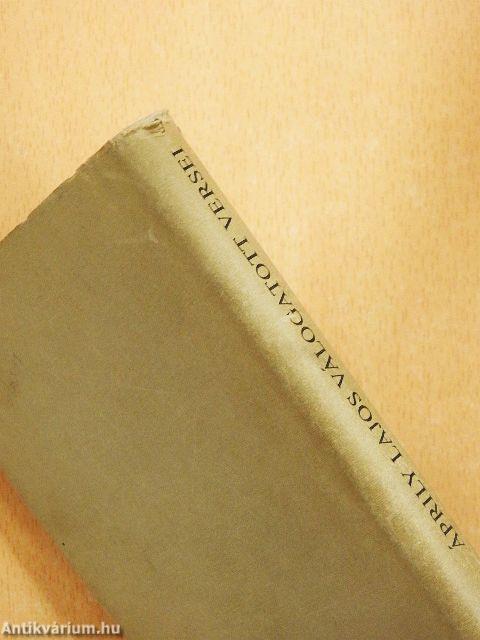 ÁPRILY LAJOS VÁLOGATOTT VERSEI
Antikvárium.hu